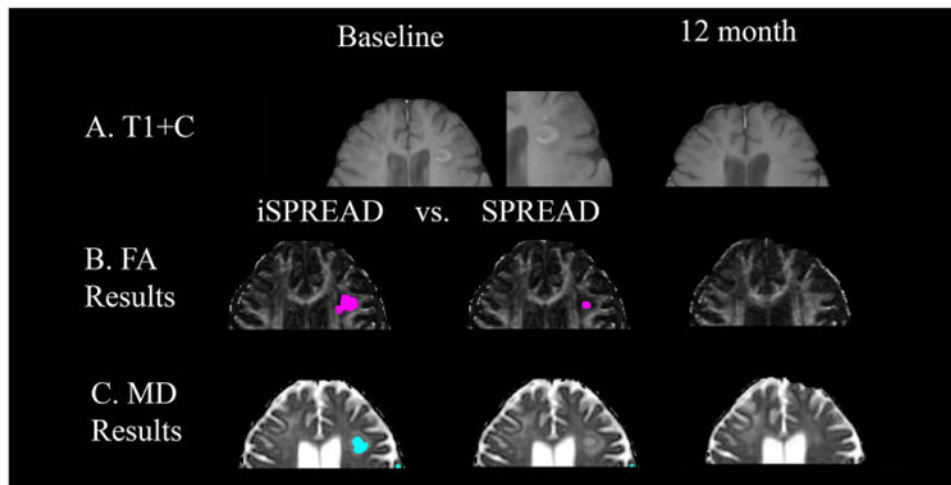 Baseline 12 month
A. T1+C
iSPREAD vs. SPREAD
B. FA
Results
C. MD
Results